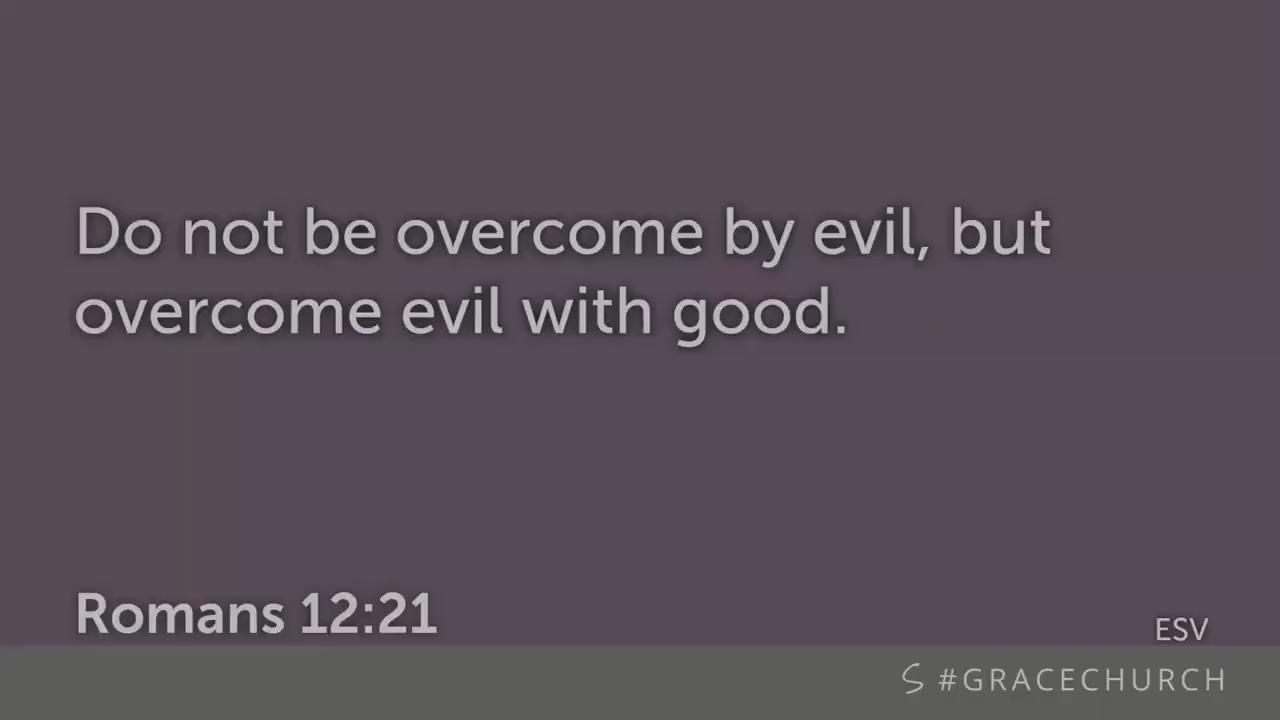 Do not be overcome by evil, but
overcome evil with good.
Romans 12:21
ESV
#GRACECHURCH